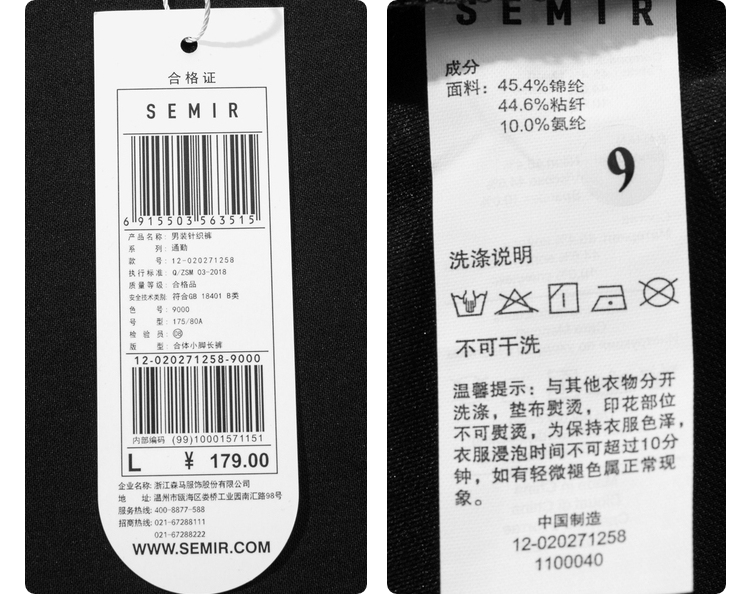 合格证
SEMIR
6 915503 563515
产品名称: 男装针织裤
系 列: 通勤
款 号: 12-020271258
执行标准: Q/ZSM 03-2018
质量等级: 合格品
安全技术类别: 符合GB 18401 B类
色 号: 9000
号 型: 175/80A
检 验 员: 08
版 型: 合体小脚长裤
12-020271258-9000
内部编码 (99)10001571151
L ¥ 179.00
企业名称: 浙江森马服饰股份有限公司
地 址: 温州市瓯海区娄桥工业园南汇路98号
服务热线: 400-8877-588
招商热线: 021-67288111
021-67288222
WWW.SEMIR.COM
SEMIR
成分
面料: 45.4%锦纶
44.6%粘纤
10.0%氨纶
9
洗涤说明
不可干洗
温馨提示: 与其他衣物分开
洗涤, 垫布熨烫, 印花部位
不可熨烫, 为保持衣服色泽,
衣服浸泡时间不可超过10分
钟, 如有轻微褪色属正常现
象。
中国制造
12-020271258
1100040